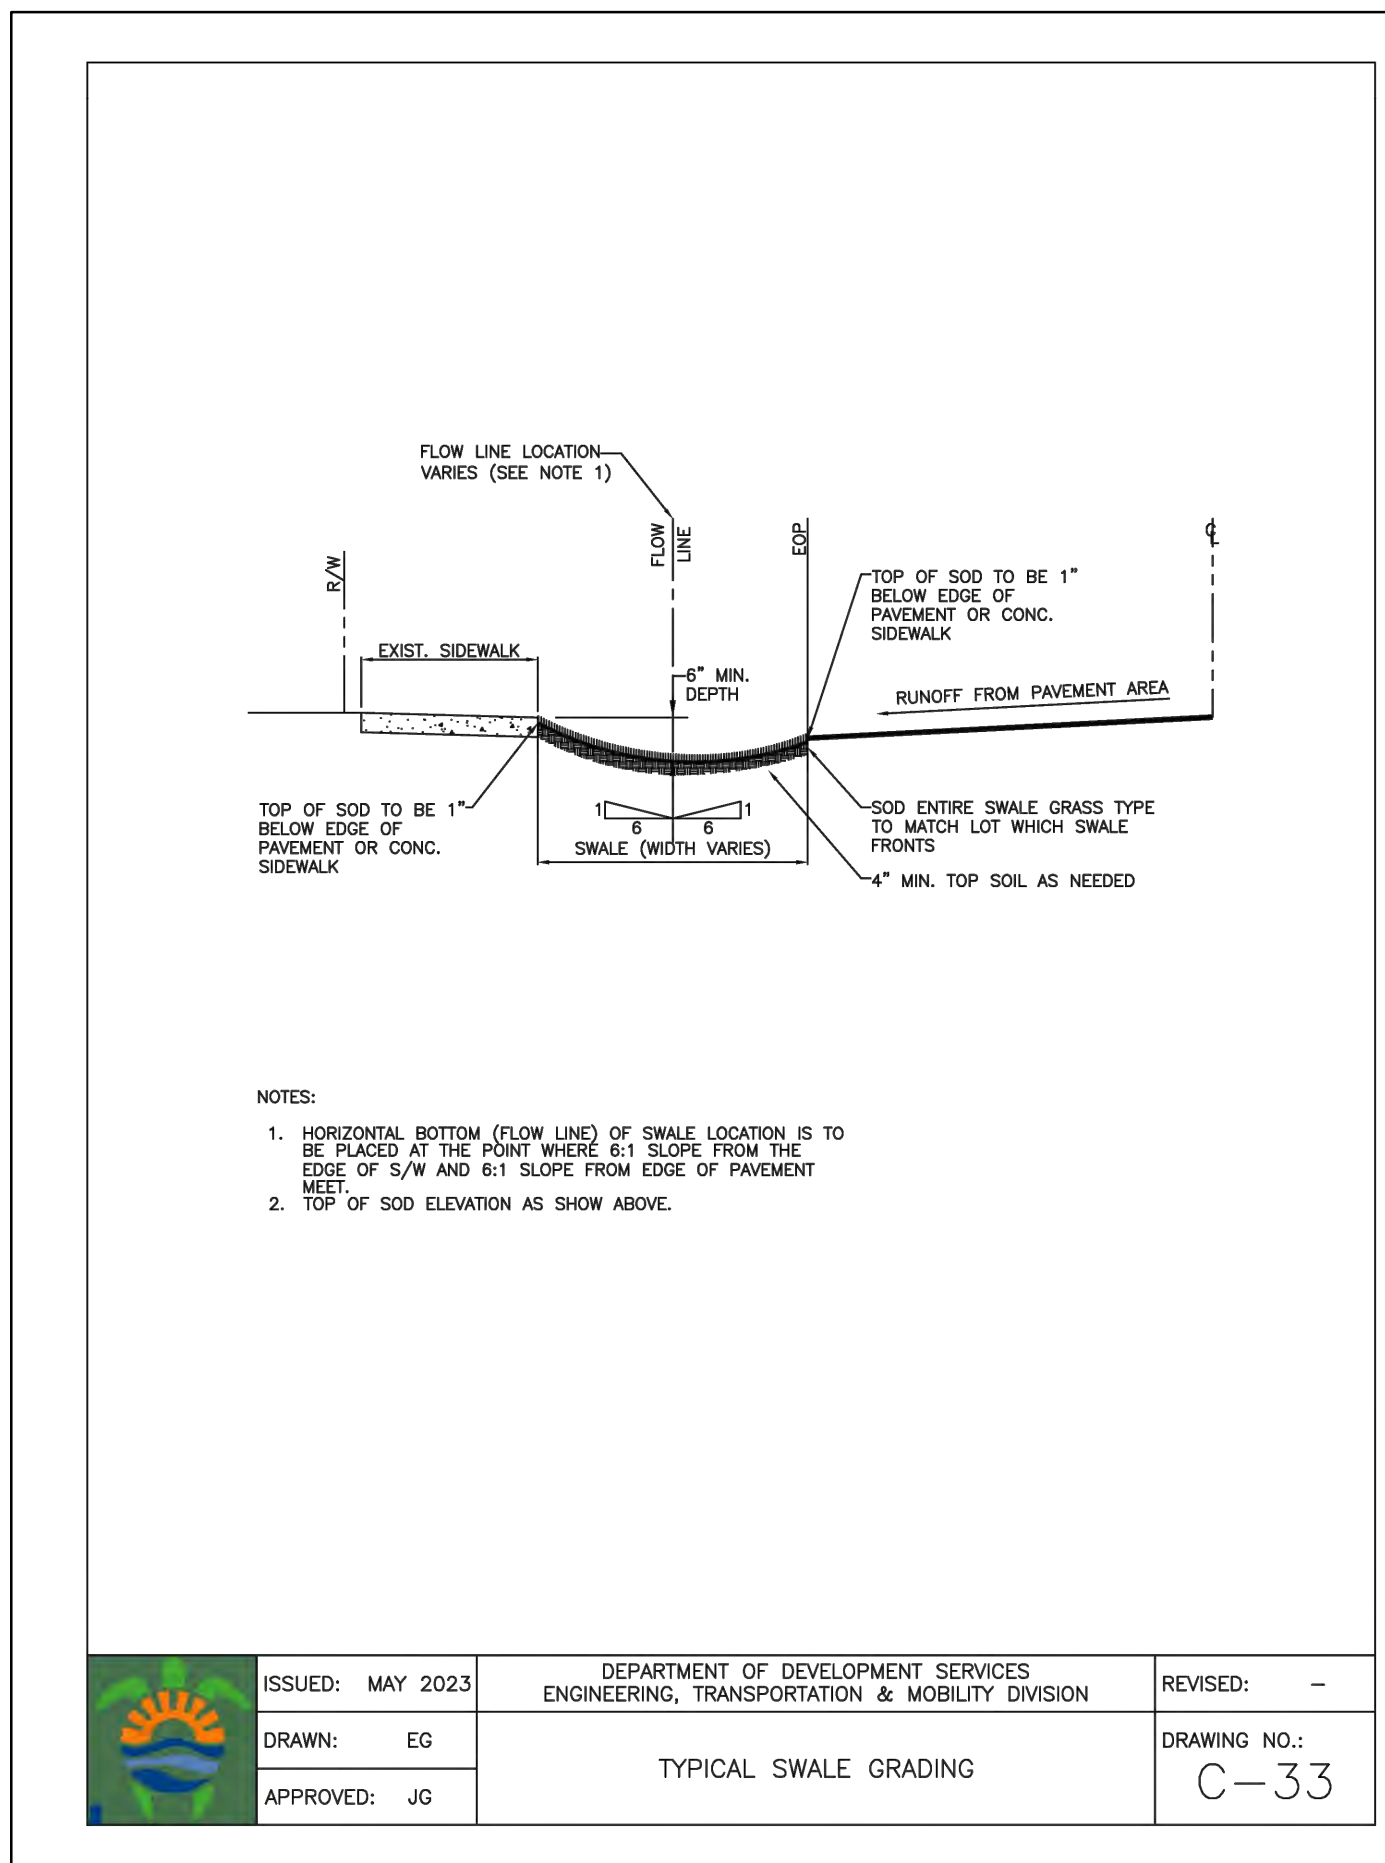 FLOW LINE LOCATION
VARIES (SEE NOTE 1)
R/W
FLOW
LINE
EOP
℄
TOP OF SOD TO BE 1"
BELOW EDGE OF
PAVEMENT OR CONC.
SIDEWALK
EXIST. SIDEWALK
6" MIN.
DEPTH
RUNOFF FROM PAVEMENT AREA
TOP OF SOD TO BE 1"
BELOW EDGE OF
PAVEMENT OR CONC.
SIDEWALK
1
6
6
1
SWALE (WIDTH VARIES)
SOD ENTIRE SWALE GRASS TYPE
TO MATCH LOT WHICH SWALE
FRONTS
4" MIN. TOP SOIL AS NEEDED
NOTES:
1. HORIZONTAL BOTTOM (FLOW LINE) OF SWALE LOCATION IS TO
BE PLACED AT THE POINT WHERE 6:1 SLOPE FROM THE
EDGE OF S/W AND 6:1 SLOPE FROM EDGE OF PAVEMENT
MEET.
2. TOP OF SOD ELEVATION AS SHOW ABOVE.
ISSUED: MAY 2023
DRAWN: EG
APPROVED: JG
DEPARTMENT OF DEVELOPMENT SERVICES
ENGINEERING, TRANSPORTATION & MOBILITY DIVISION
TYPICAL SWALE GRADING
REVISED: –
DRAWING NO.:
C-33